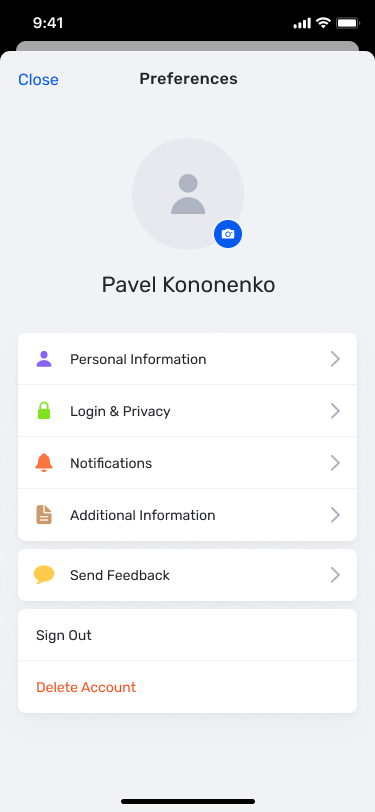 9:41
Close
Preferences
Pavel Kononenko
Personal Information
Login & Privacy
Notifications
Additional Information
Send Feedback
Sign Out
Delete Account